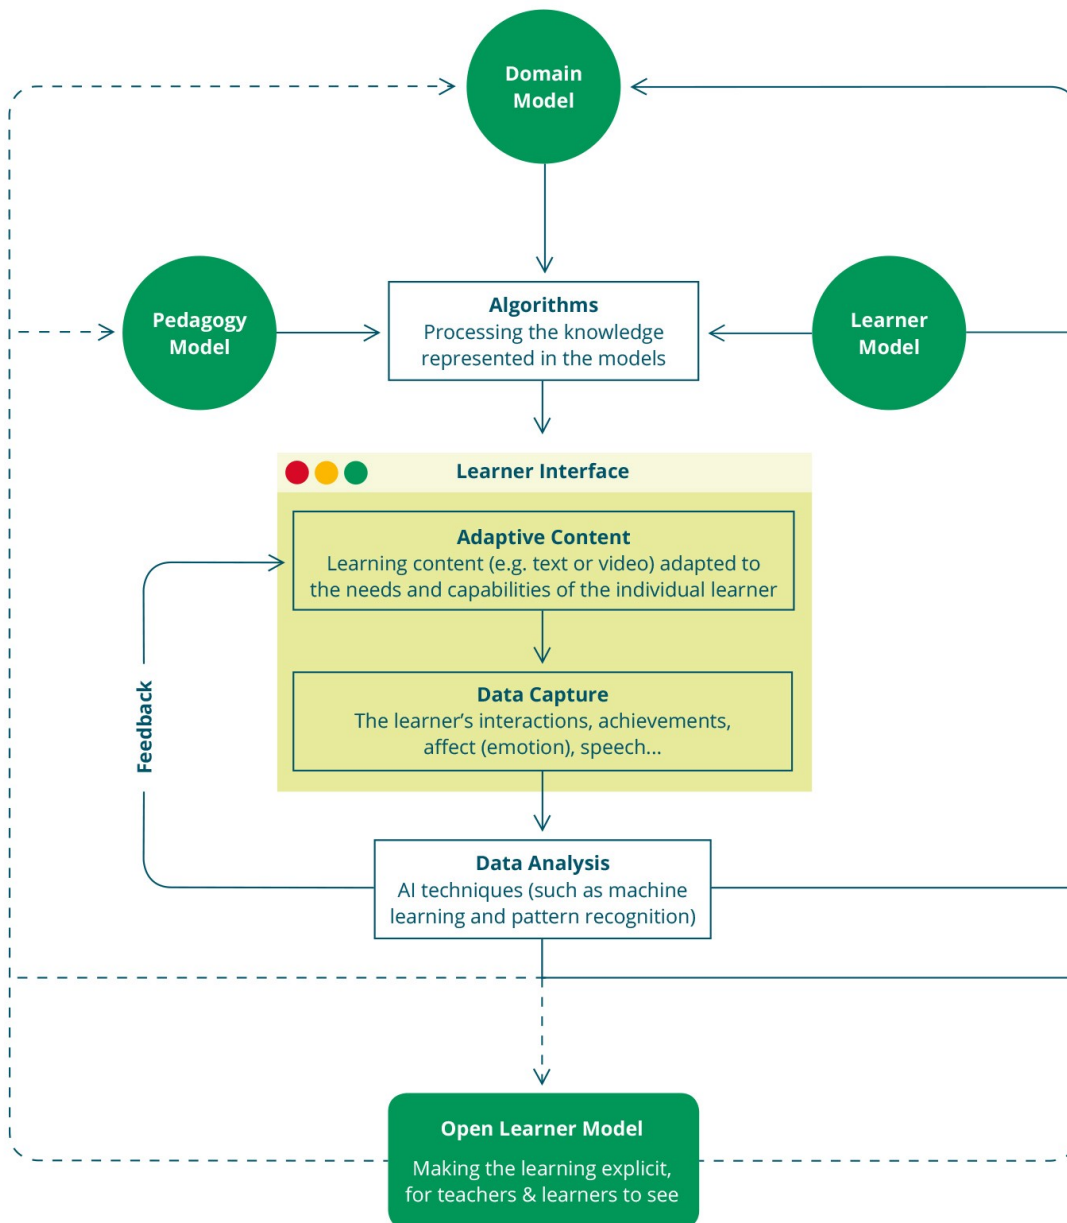 Domain
Model
Pedagogy
Model
Algorithms
Processing the knowledge
represented in the models
Learner
Model
Learner Interface
Adaptive Content
Learning content (e.g. text or video) adapted to
the needs and capabilities of the individual learner
Feedback
Data Capture
The learner’s interactions, achievements,
affect (emotion), speech...
Data Analysis
AI techniques (such as machine
learning and pattern recognition)
Open Learner Model
Making the learning explicit,
for teachers & learners to see